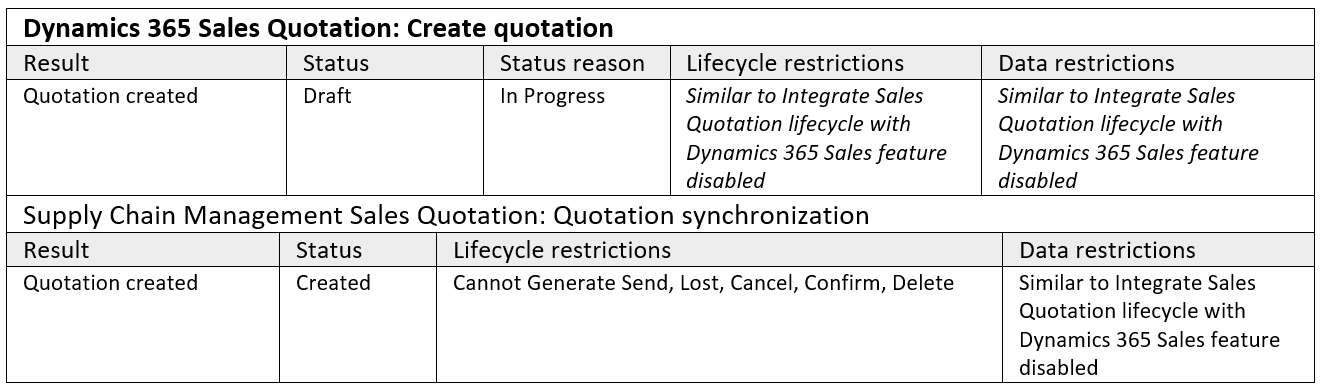 Dynamics 365 Sales Quotation: Create quotation
Result Status Status reason Lifecycle restrictions Data restrictions
Quotation created Draft In Progress Similar to Integrate Sales Quotation lifecycle with Dynamics 365 Sales feature disabled Similar to Integrate Sales Quotation lifecycle with Dynamics 365 Sales feature disabled
Supply Chain Management Sales Quotation: Quotation synchronization
Result Status Lifecycle restrictions Data restrictions
Quotation created Created Cannot Generate Send, Lost, Cancel, Confirm, Delete Similar to Integrate Sales Quotation lifecycle with Dynamics 365 Sales feature disabled